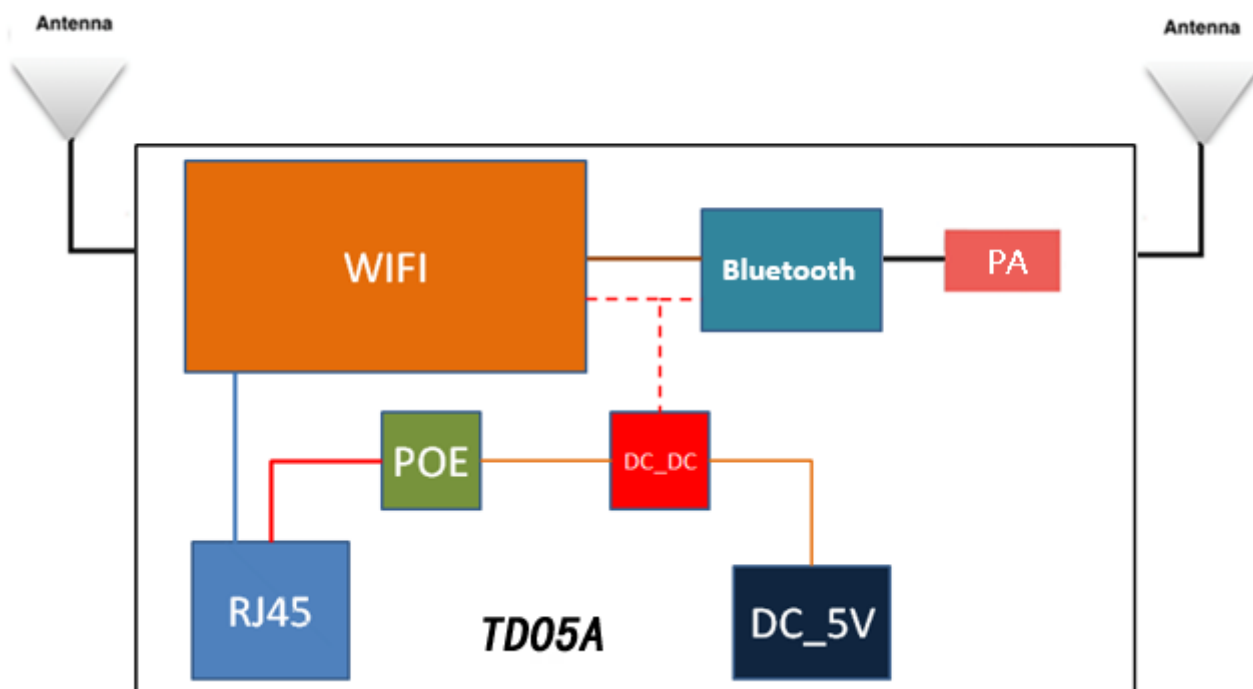 Antenna
Antenna
WIFI
Bluetooth
PA
POE
DC_DC
RJ45
TD05A
DC_5V